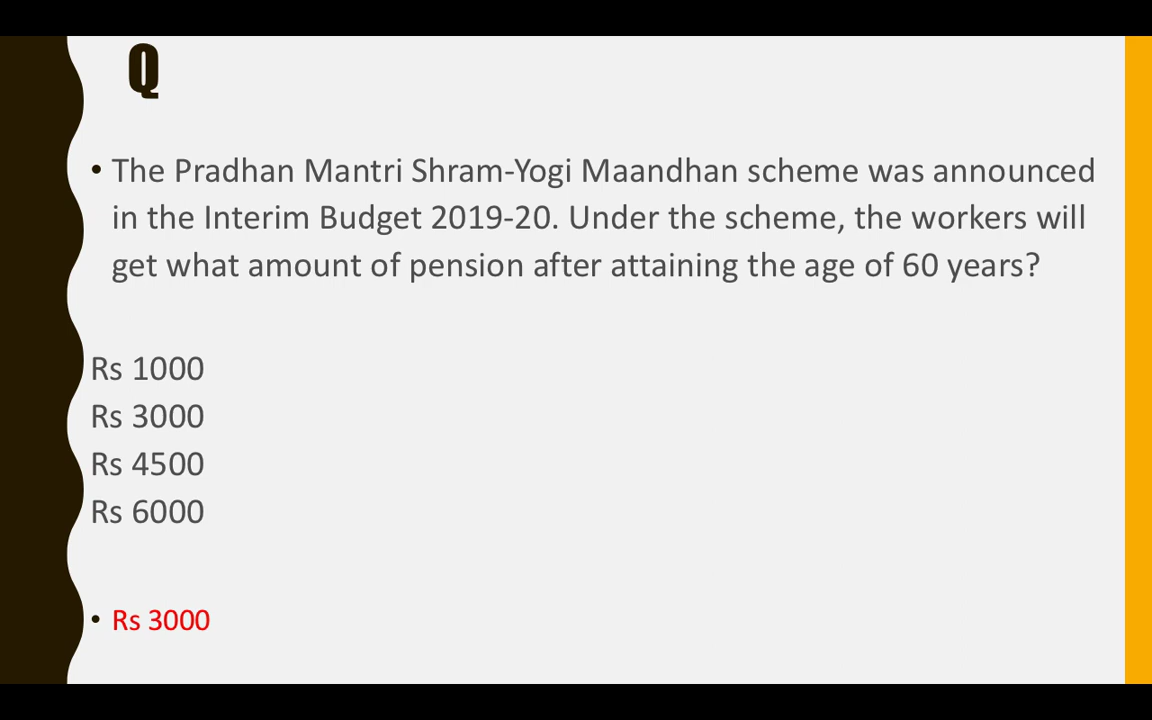 Q
• The Pradhan Mantri Shram-Yogi Maandhan scheme was announced
in the Interim Budget 2019-20. Under the scheme, the workers will
get what amount of pension after attaining the age of 60 years?
Rs 1000
Rs 3000
Rs 4500
Rs 6000
• Rs 3000